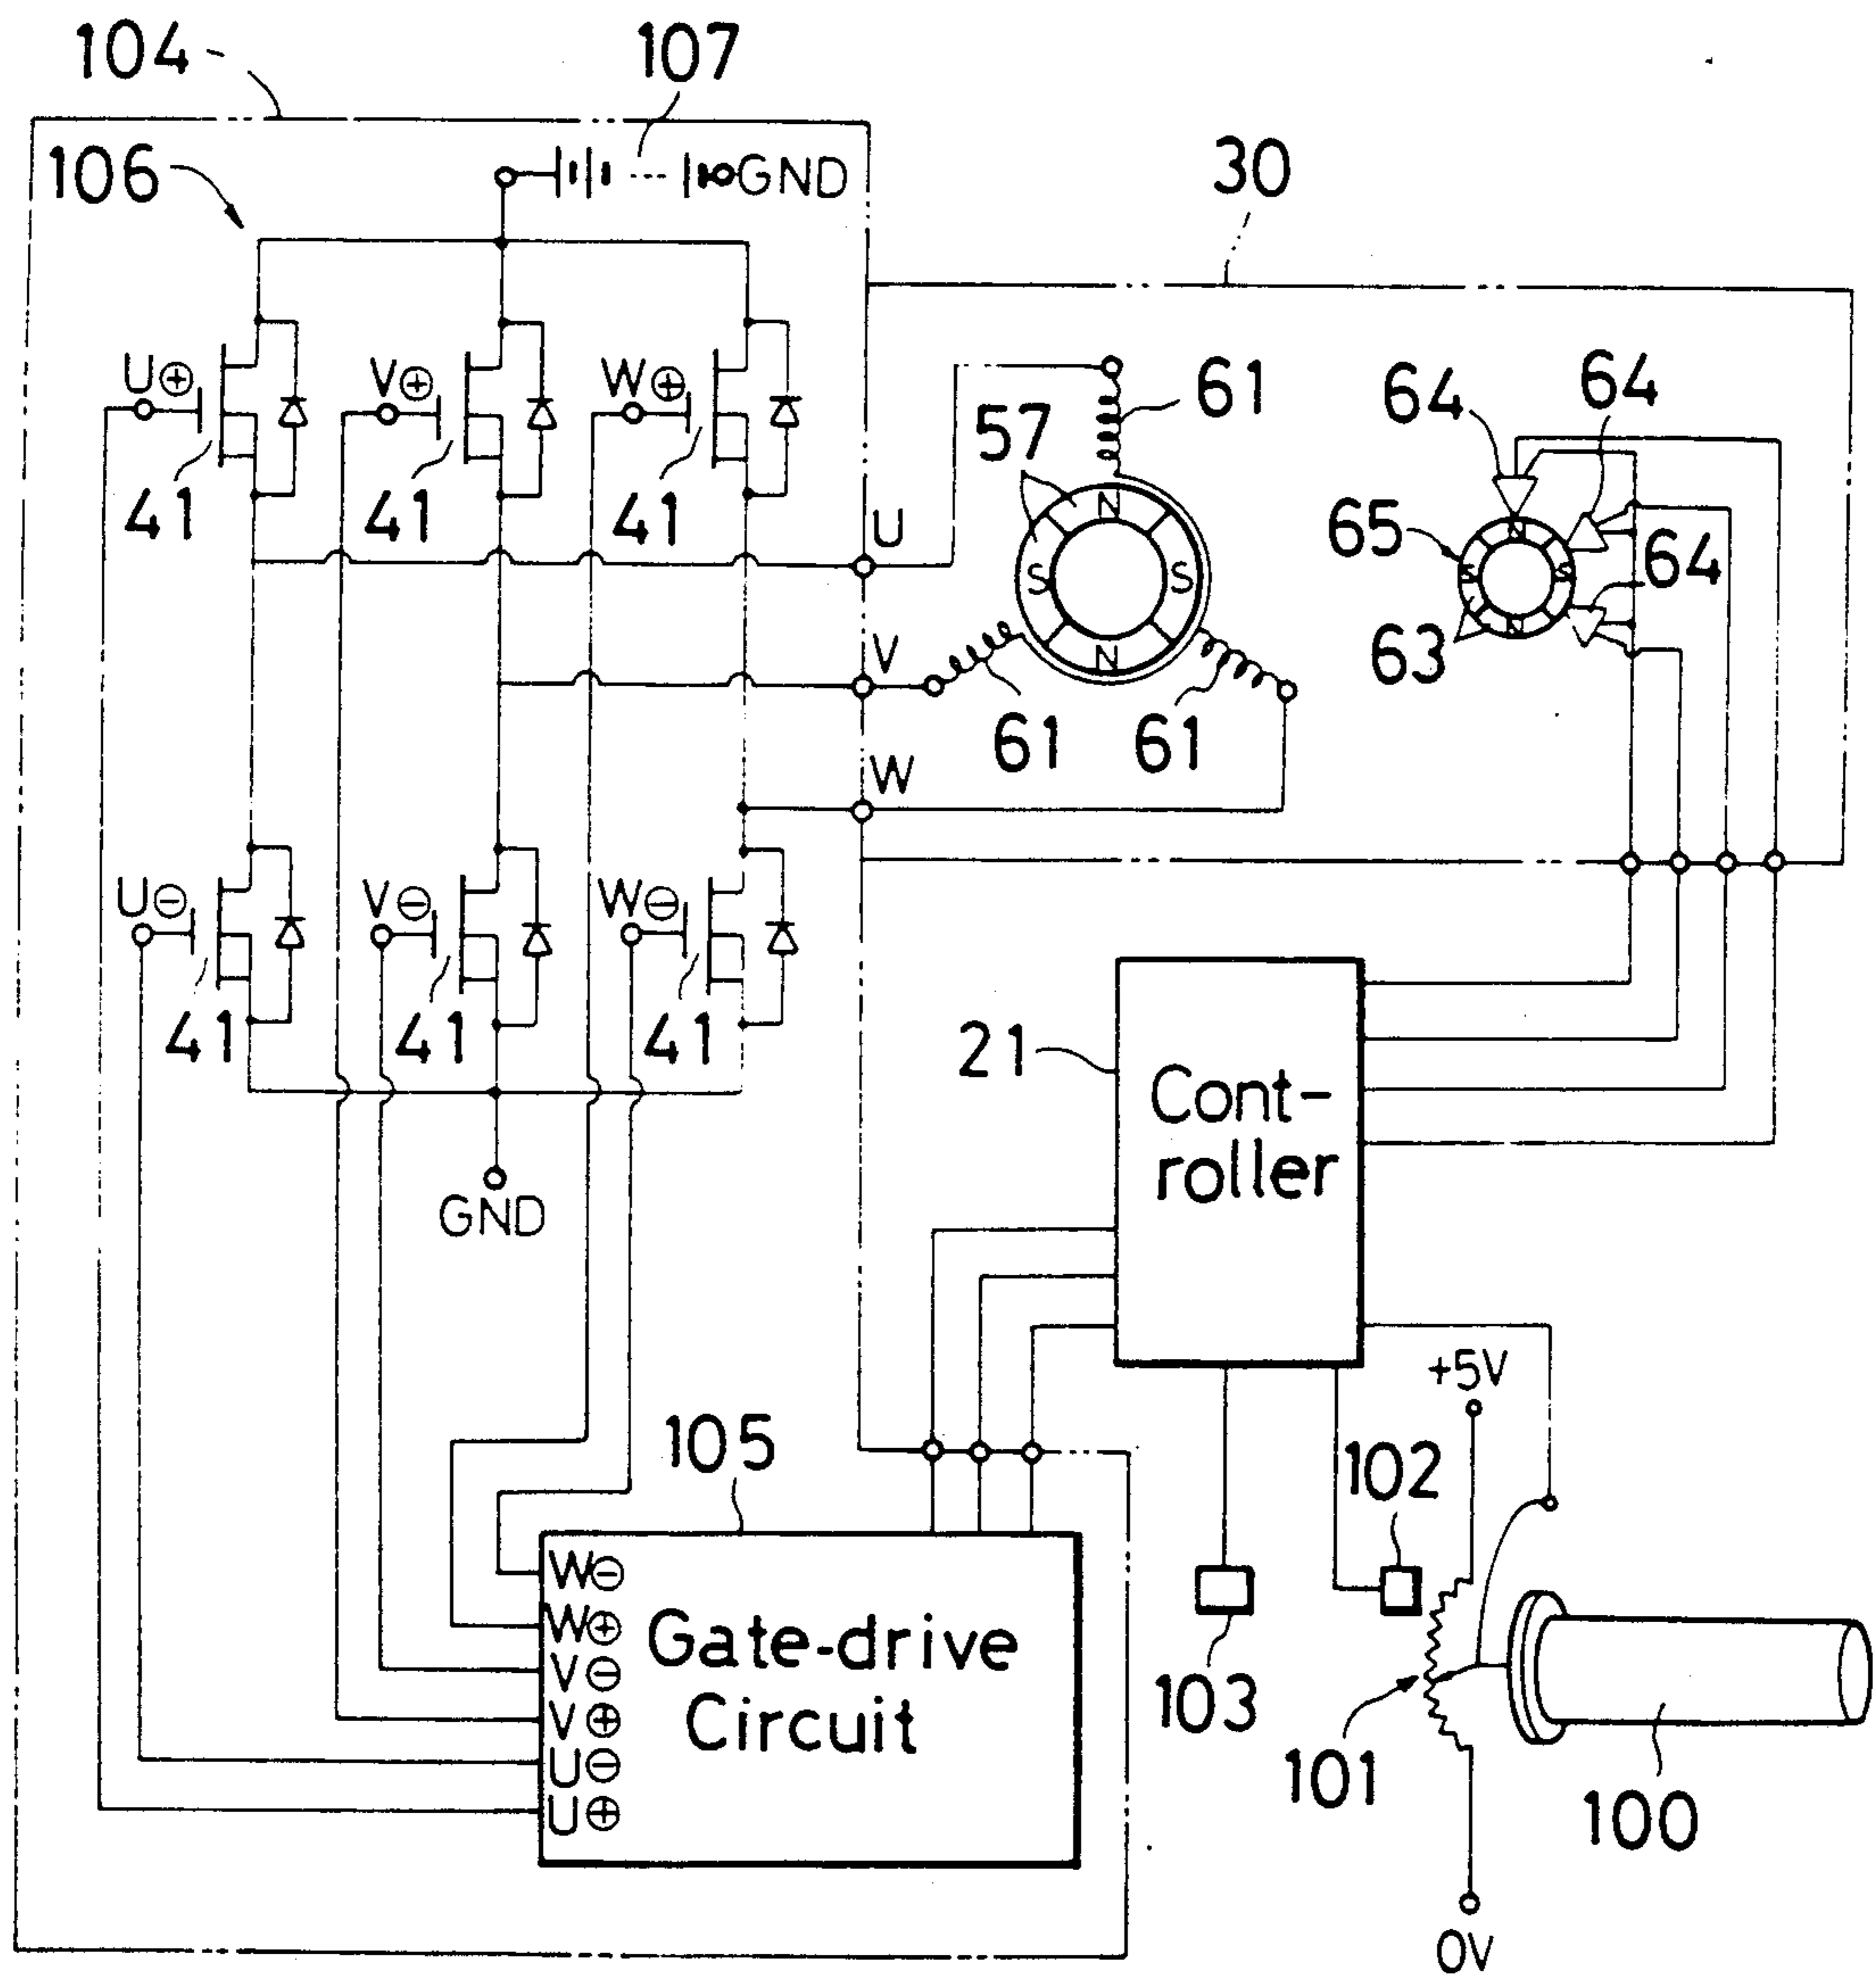 104
107
106
GND
30
U⊕
V⊕
W⊕
41
41
41
61
57
N
S
S
N
64
64
65
N
S
S
N
64
63
U
V
W
61
61
U⊖
V⊖
W⊖
41
41
41
GND
21
Cont-
roller
+5V
105
102
103
101
100
0V
W⊖
W⊕
V⊖
V⊕
U⊖
U⊕
Gate-drive
Circuit